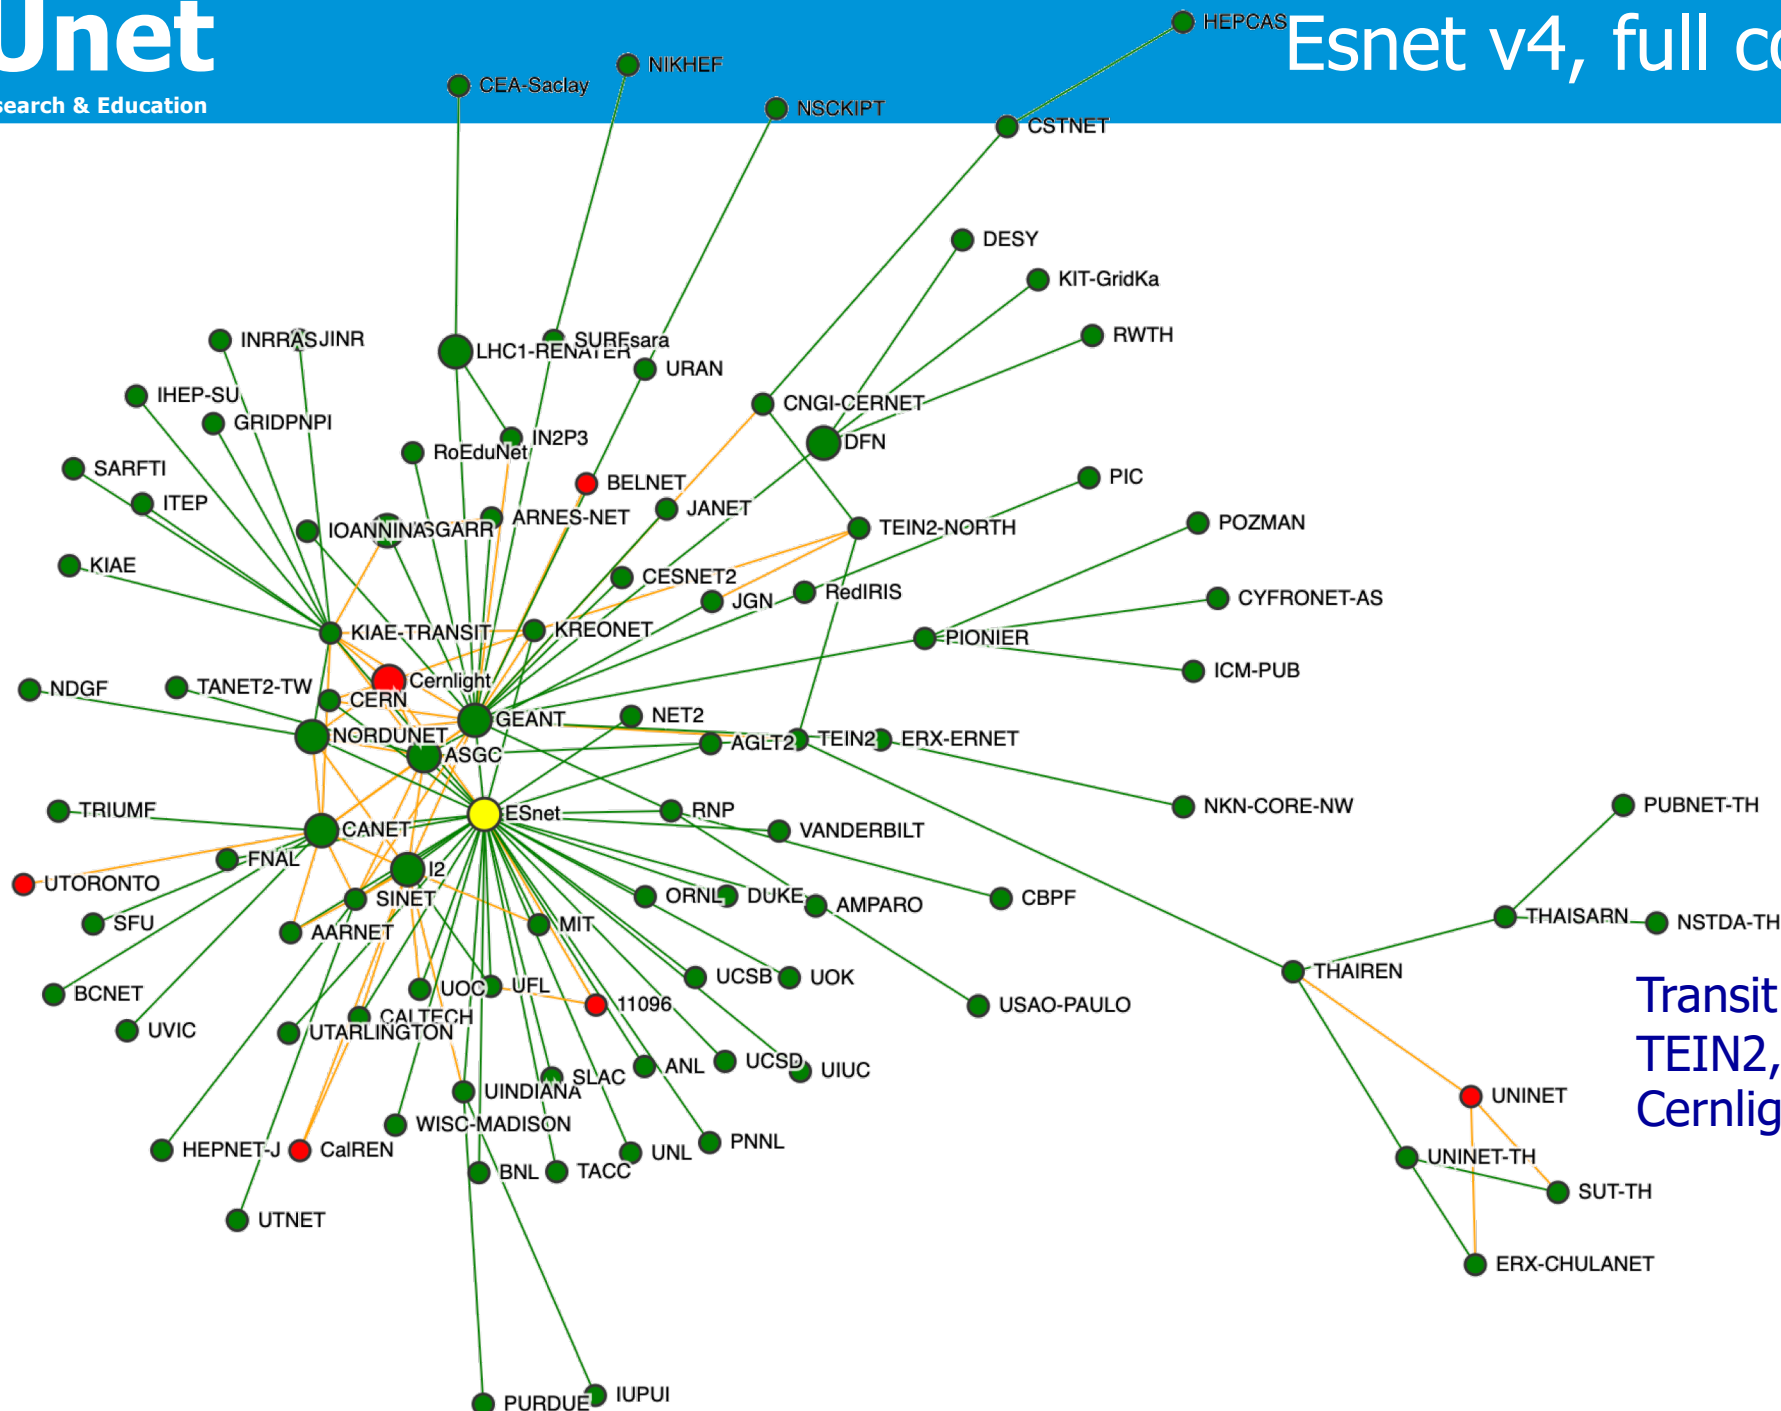 Unet
search & Education
Esnet v4, full co
HEPCAS
NIKHEF
CEA-Saclay
NSCKIPT
CSTNET
DESY
KIT-GridKa
RWTH
INRRAS
JINR
SURFsara
LHC1-RENATER
URAN
IHEP-SU
CNGI-CERNET
GRIDPNPI
IN2P3
DFN
RoEduNet
SARFTI
PIC
BELNET
ITEP
JANET
ARNES-NET
IOANNINA
GARR
TEIN2-NORTH
POZMAN
KIAE
CESNET2
RedIRIS
JGN
CYFRONET-AS
KIAE-TRANSIT
KREONET
PIONIER
ICM-PUB
Cernlight
NDGF
TANET2-TW
CERN
GEANT
NET2
NORDUNET
AGLT2
TEIN2
ERX-ERNET
ASGC
TRIUMF
ESnet
RNP
NKN-CORE-NW
PUBNET-TH
CANET
VANDERBILT
FNAL
I2
UTORONTO
SINET
ORNL
DUKE
AMPARO
CBPF
SFU
AARNET
MIT
THAISARN
NSTDA-TH
THAIREN
BCNET
UOC
UFL
UCSB
UOK
11096
USAO-PAULO
Transit
UVIC
CALTECH
UTARLINGTON
TEIN2,
ANL
UCSD
UIUC
SLAC
UINDIANA
UNINET
Cernlig
WISC-MADISON
HEPNET-J
CalREN
UNL
PNNL
UNINET-TH
BNL
TACC
SUT-TH
UTNET
ERX-CHULANET
PURDUE
IUPUI